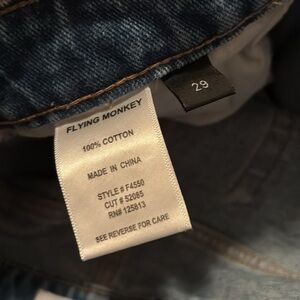 29
FLYING MONKEY
100% COTTON
MADE IN CHINA
STYLE # F4550
CUT # 52085
RN# 125813
SEE REVERSE FOR CARE